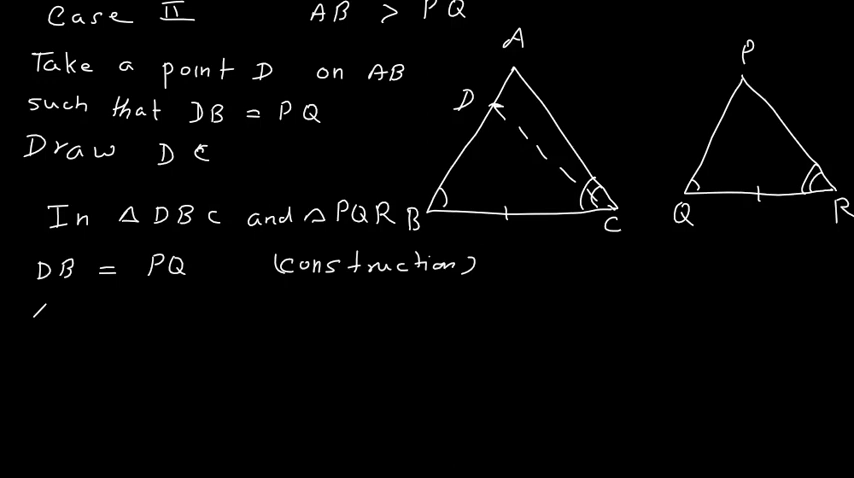 Case II AB > PQ
Take a point D on AB
such that DB = PQ
Draw DC
In △DBC and △PQR
DB = PQ (construction)
∠
A
D
B
C
P
Q
R